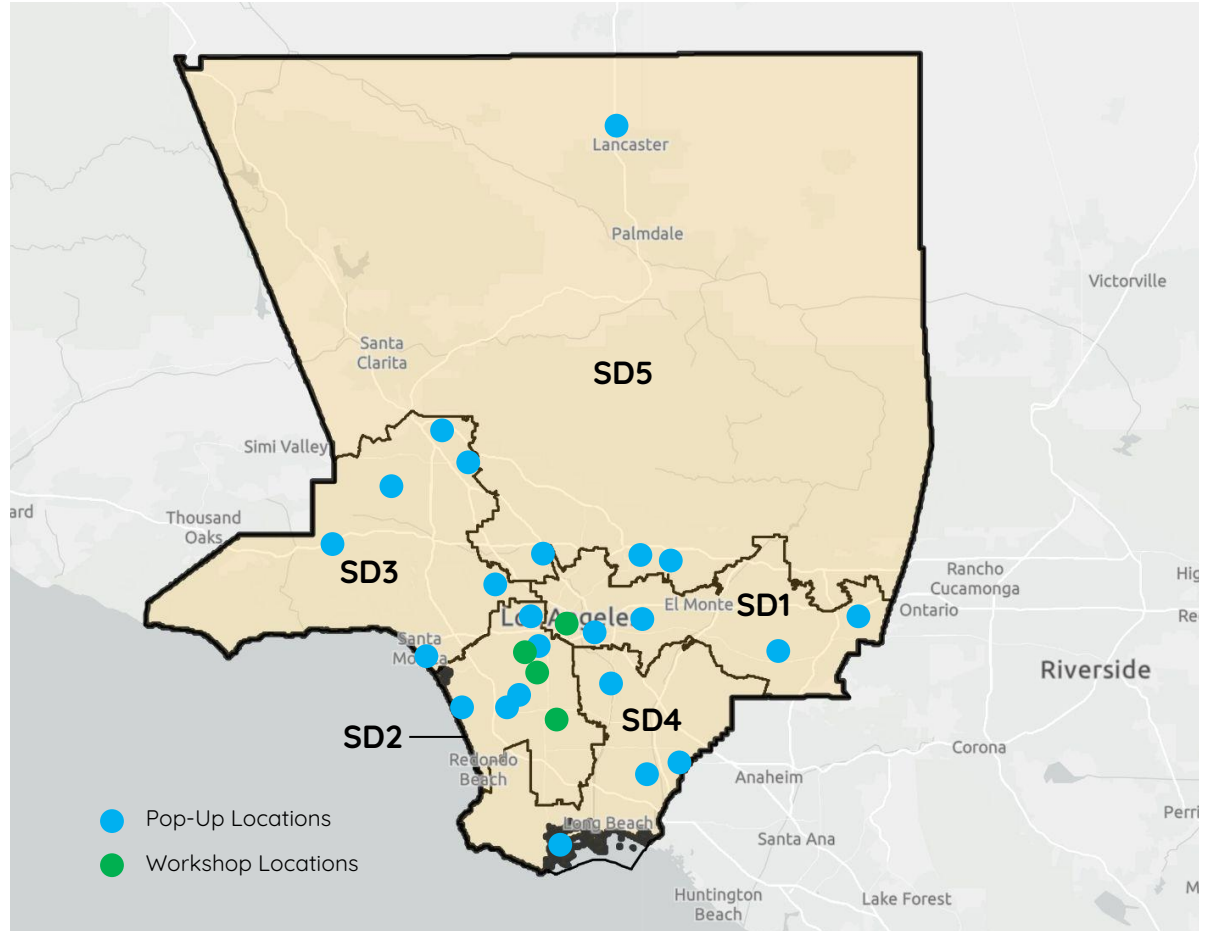 Lancaster
Palmdale
Victorville
Santa
Clarita
SD5
Simi Valley
ard
Thousand
Oaks
SD3
Rancho
Cucamonga
Hig
El Monte
SD1
Ontario
Re
Los Angeles
Santa
Monica
Riverside
SD4
SD2
Corona
Redondo
Beach
Anaheim
Perri
Pop-Up Locations
Long Beach
Santa Ana
Workshop Locations
M
Huntington
Beach
Lake Forest